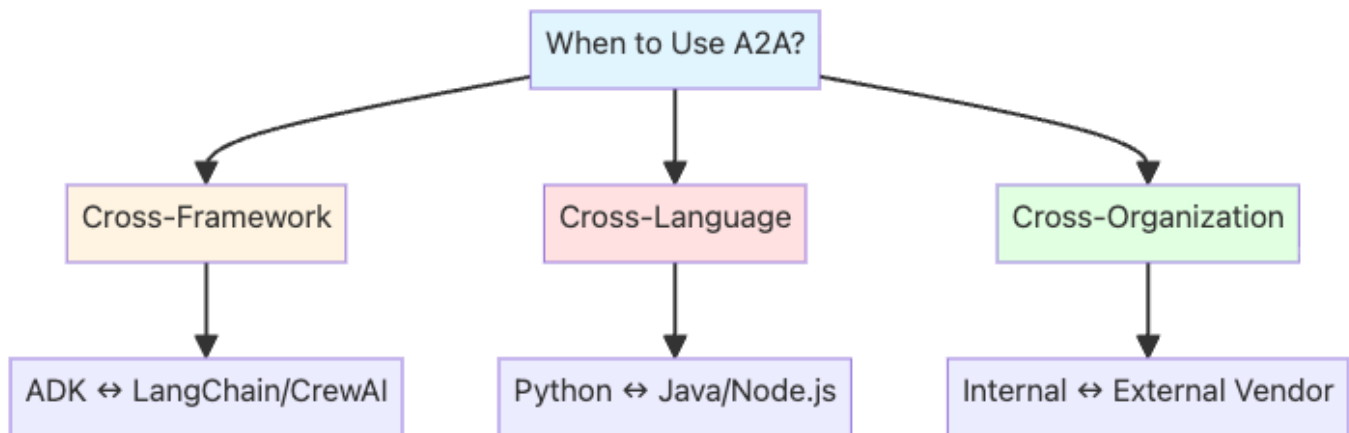 When to Use A2A?
Cross-Framework
Cross-Language
Cross-Organization
ADK ↔ LangChain/CrewAI
Python ↔ Java/Node.js
Internal ↔ External Vendor